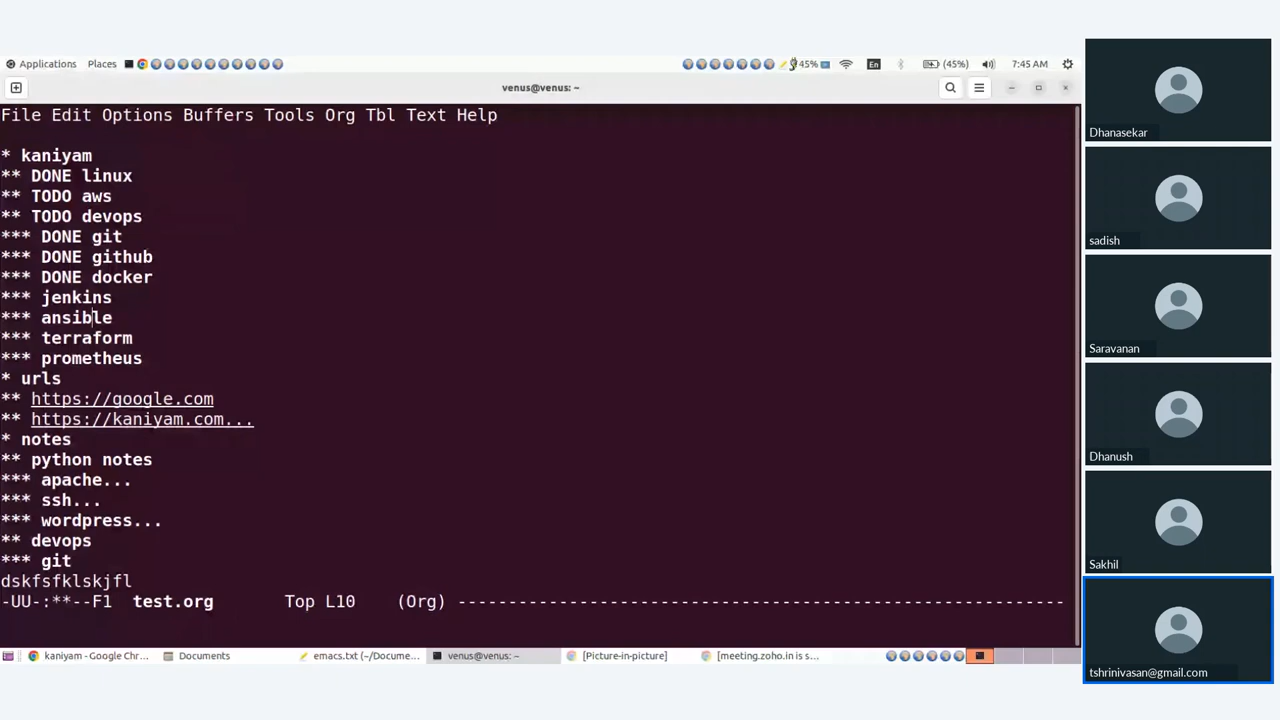 Applications Places 45% En (45%) 7:45 AM
venus@venus: ~
File Edit Options Buffers Tools Org Tbl Text Help
* kaniyam
** DONE linux
** TODO aws
** TODO devops
*** DONE git
*** DONE github
*** DONE docker
*** jenkins
*** ansible
*** terraform
*** prometheus
* urls
** https://google.com
** https://kaniyam.com...
* notes
** python notes
*** apache...
*** ssh...
*** wordpress...
** devops
*** git
dskfsfklskjfl
-UU-:**--F1 test.org Top L10 (Org) ------------------------------------------------------------
kaniyam - Google Chr... Documents emacs.txt (~/Docume... venus@venus: ~ [Picture-in-picture] [meeting.zoho.in is s...
Dhanasekar
sadish
Saravanan
Dhanush
Sakhil
tshrinivasan@gmail.com